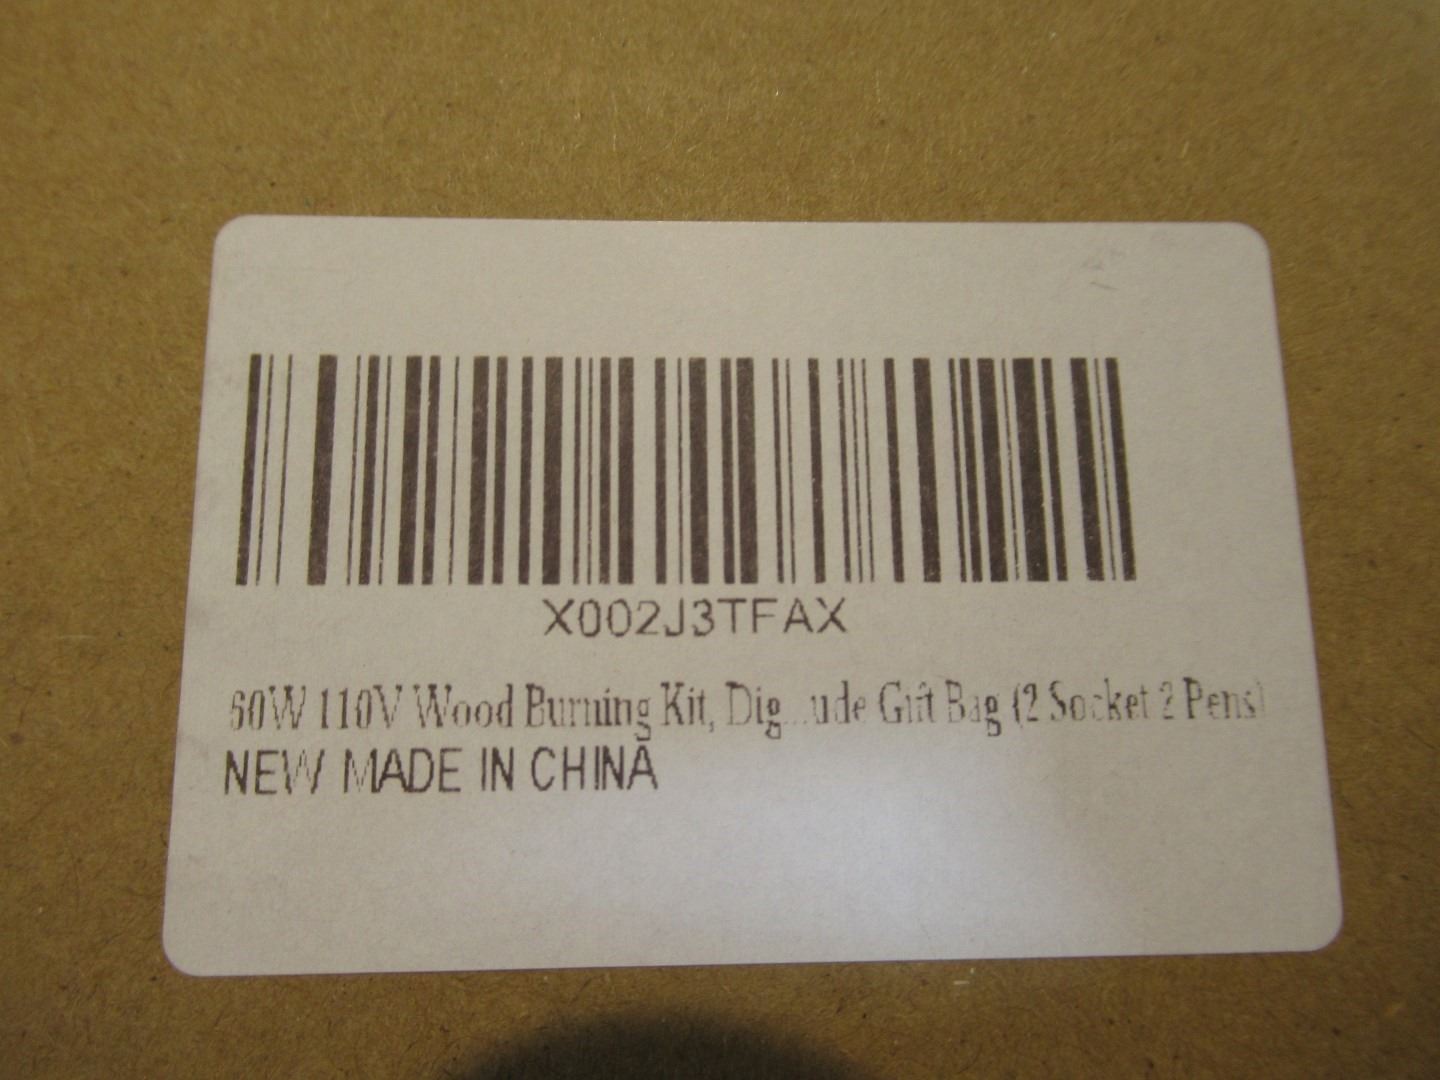 X002J3TFAX
60W 110V Wood Burning Kit, Dig...ude Gift Bag (2 Socket 2 Pens)
NEW MADE IN CHINA